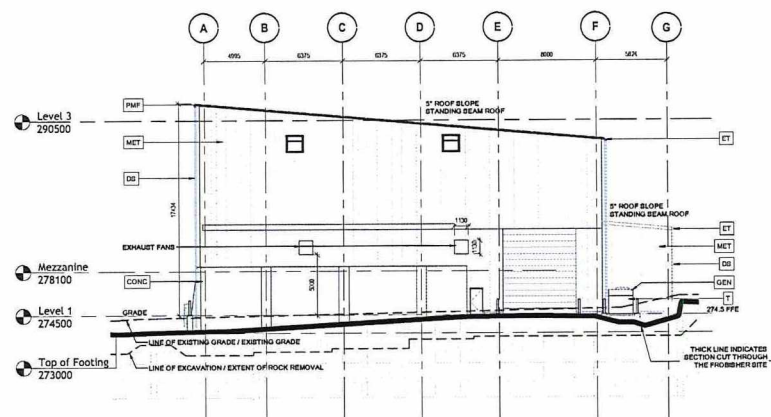 A B C D E F G
4995 6375 6375 6375 8000 5824
PMF
5° ROOF SLOPE
STANDING SEAM ROOF
Level 3
290500
MET
ET
DS
17434
5° ROOF SLOPE
STANDING SEAM ROOF
1130
ET
EXHAUST FANS
1130
MET
DS
Mezzanine
278100
CONC
5000
GEN
T
GRADE
274.5 FFE
Level 1
274500
LINE OF EXISTING GRADE / EXISTING GRADE
THICK LINE INDICATES
SECTION CUT THROUGH
THE FROBISHER SITE
Top of Footing
273000
LINE OF EXCAVATION / EXTENT OF ROCK REMOVAL